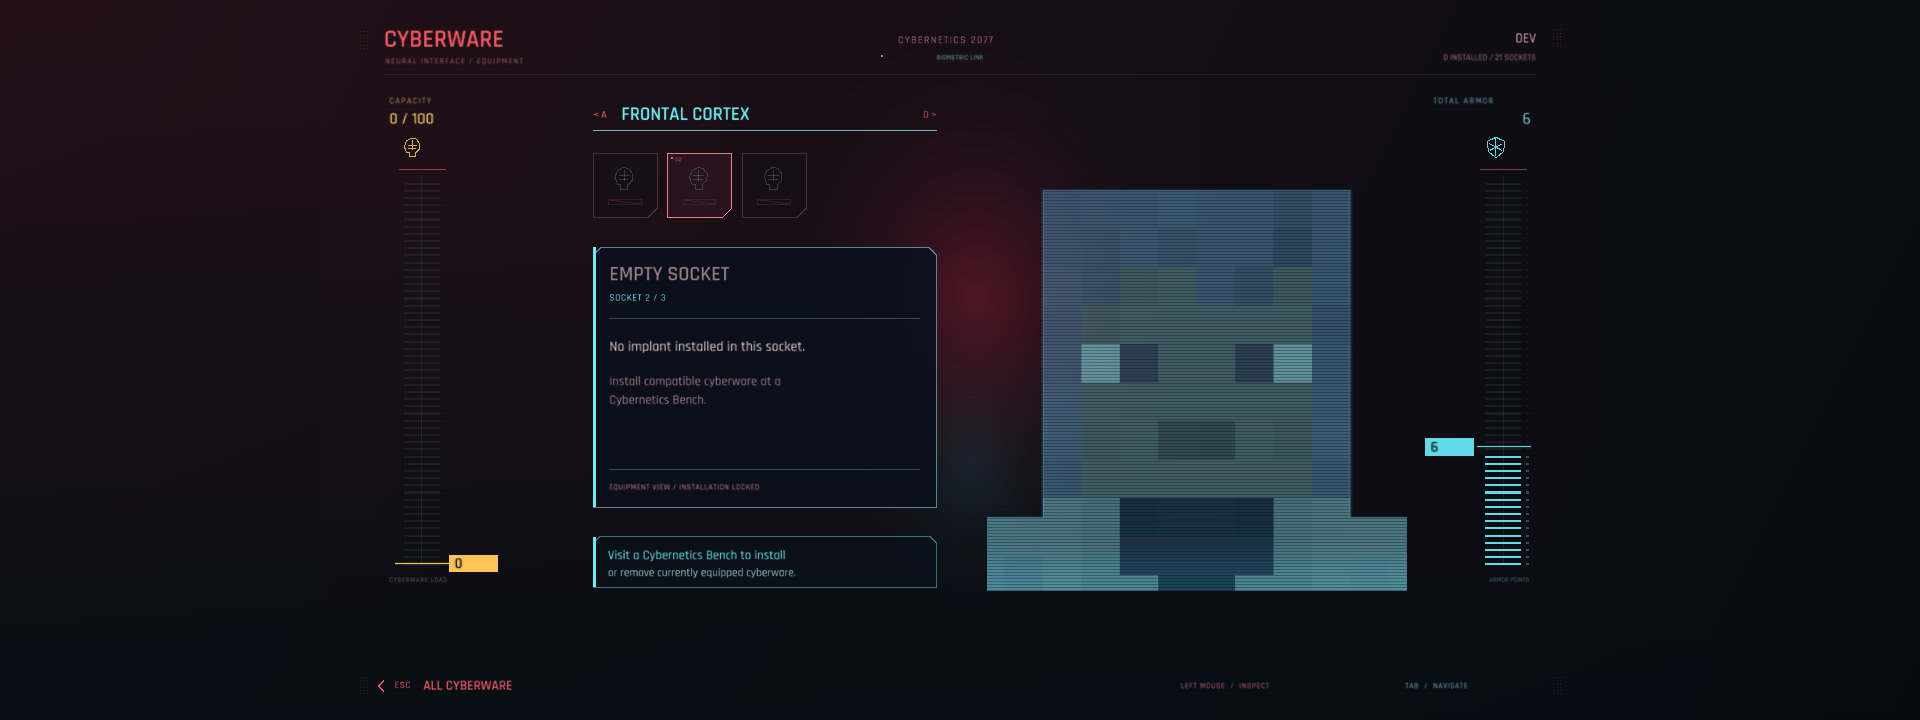 CYBERWARE
NEURAL INTERFACE / EQUIPMENT
CYBERNETICS 2077
BIOMETRIC LINK
DEV
0 INSTALLED / 21 SOCKETS
CAPACITY
0 / 100
< A
FRONTAL CORTEX
D >
TOTAL ARMOR
6
02
EMPTY SOCKET
SOCKET 2 / 3
No implant installed in this socket.
Install compatible cyberware at a
Cybernetics Bench.
EQUIPMENT VIEW / INSTALLATION LOCKED
6
0
CYBERWARE LOAD
Visit a Cybernetics Bench to install
or remove currently equipped cyberware.
ARMOR POINTS
ESC
ALL CYBERWARE
LEFT MOUSE / INSPECT
TAB / NAVIGATE